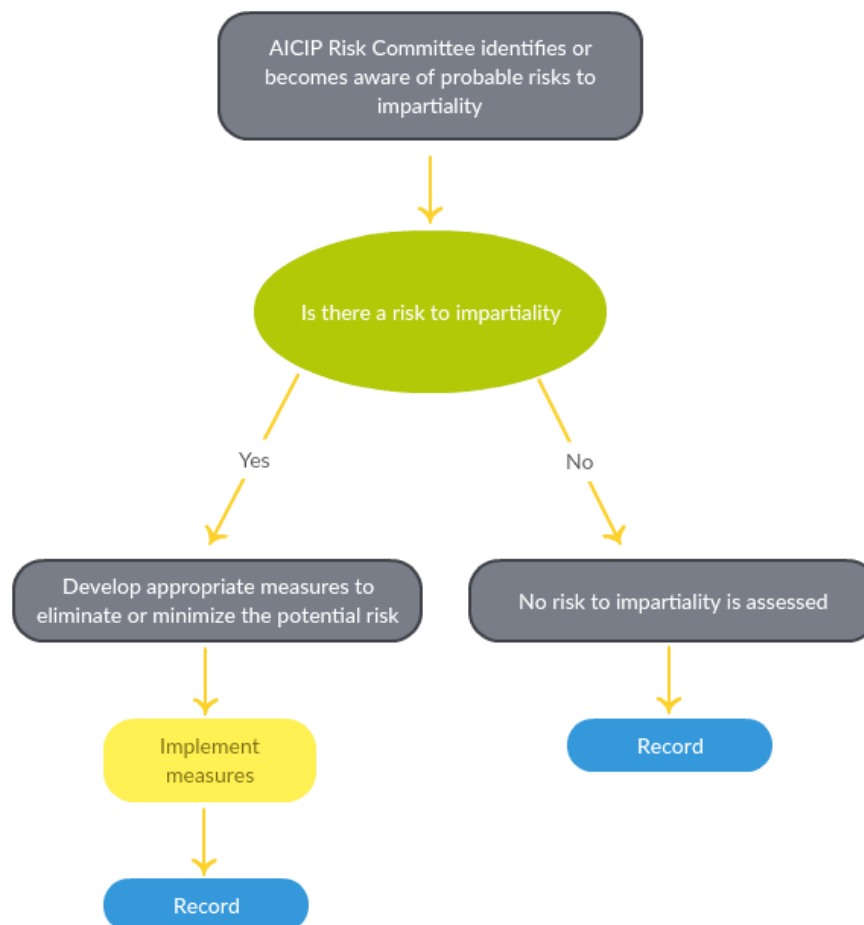 AICIP Risk Committee identifies or
becomes aware of probable risks to
impartiality
Is there a risk to impartiality
Yes
No
Develop appropriate measures to
eliminate or minimize the potential risk
No risk to impartiality is assessed
Implement
measures
Record
Record